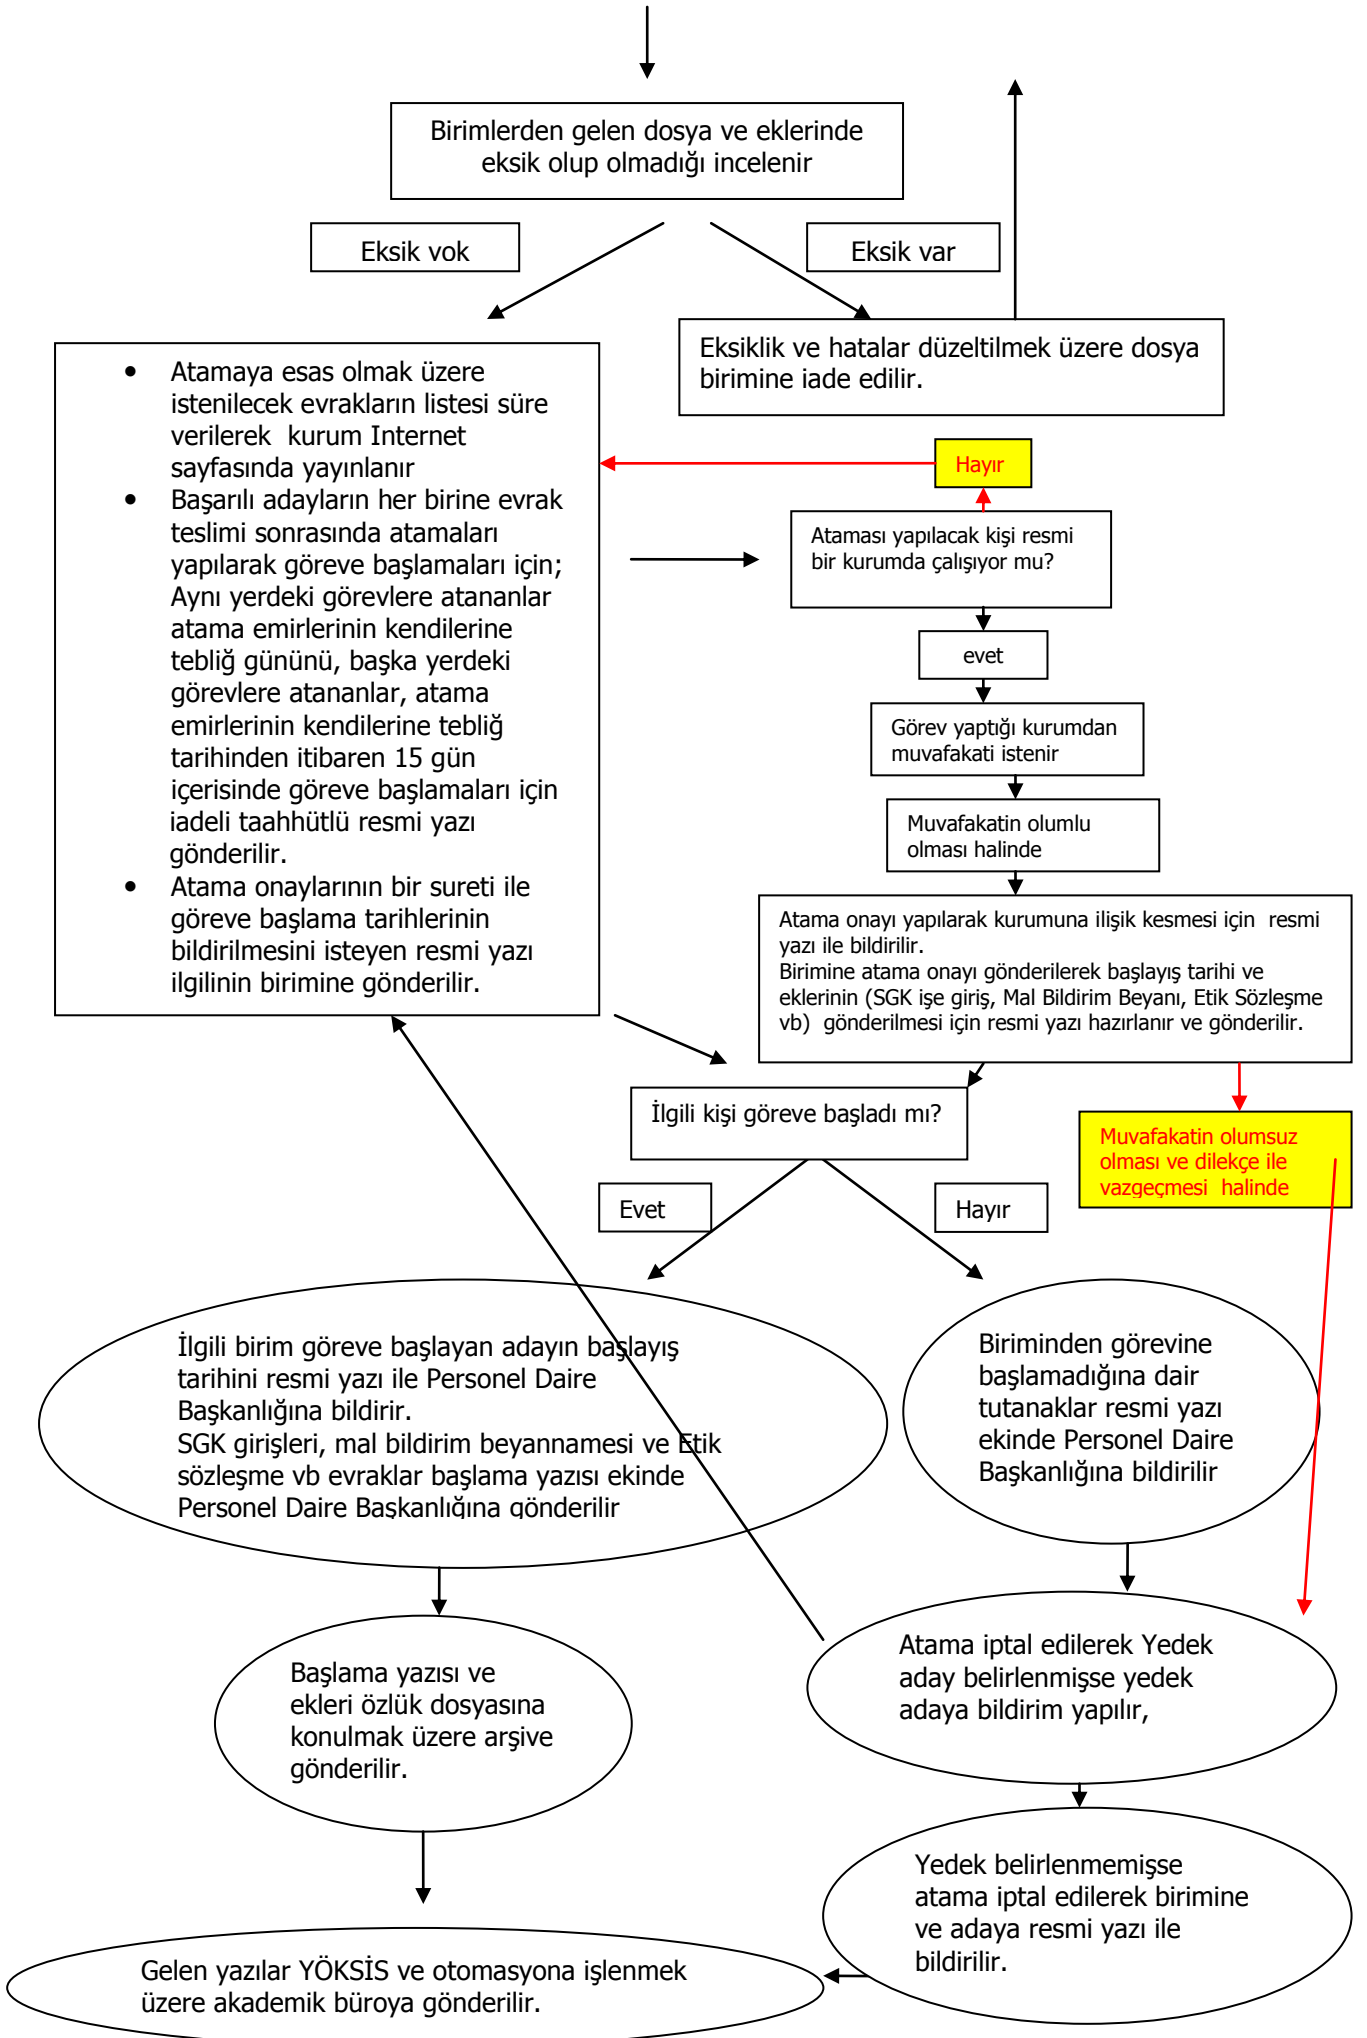 Birimlerden gelen dosya ve eklerinde
eksik olup olmadığı incelenir
Eksik vok
Eksik var
Eksiklik ve hatalar düzeltilmek üzere dosya
birimine iade edilir.
• Atamaya esas olmak üzere
istenilecek evrakların listesi süre
verilerek kurum Internet
sayfasında yayınlanır
• Başarılı adayların her birine evrak
teslimi sonrasında atamaları
yapılarak göreve başlamaları için;
Aynı yerdeki görevlere atananlar
atama emirlerinin kendilerine
tebliğ gününü, başka yerdeki
görevlere atananlar, atama
emirlerinin kendilerine tebliğ
tarihinden itibaren 15 gün
içerisinde göreve başlamaları için
iadeli taahhütlü resmi yazı
gönderilir.
• Atama onaylarının bir sureti ile
göreve başlama tarihlerinin
bildirilmesini isteyen resmi yazı
ilgilinin birimine gönderilir.
Hayır
Ataması yapılacak kişi resmi
bir kurumda çalışıyor mu?
evet
Görev yaptığı kurumdan
muvafakati istenir
Muvafakatin olumlu
olması halinde
Atama onayı yapılarak kurumuna ilişik kesmesi için resmi
yazı ile bildirilir.
Birimine atama onayı gönderilerek başlayış tarihi ve
eklerinin (SGK işe giriş, Mal Bildirim Beyanı, Etik Sözleşme
vb) gönderilmesi için resmi yazı hazırlanır ve gönderilir.
İlgili kişi göreve başladı mı?
Muvafakatin olumsuz
olması ve dilekçe ile
vazgeçmesi halinde
Evet
Hayır
İlgili birim göreve başlayan adayın başlayış
tarihini resmi yazı ile Personel Daire
Başkanlığına bildirir.
SGK girişleri, mal bildirim beyannamesi ve Etik
sözleşme vb evraklar başlama yazısı ekinde
Personel Daire Başkanlığına gönderilir
Biriminden görevine
başlamadığına dair
tutanaklar resmi yazı
ekinde Personel Daire
Başkanlığına bildirilir
Başlama yazısı ve
ekleri özlük dosyasına
konulmak üzere arşive
gönderilir.
Atama iptal edilerek Yedek
aday belirlenmişse yedek
adaya bildirim yapılır,
Yedek belirlenmemişse
atama iptal edilerek birimine
ve adaya resmi yazı ile
bildirilir.
Gelen yazılar YÖKSİS ve otomasyona işlenmek
üzere akademik büroya gönderilir.